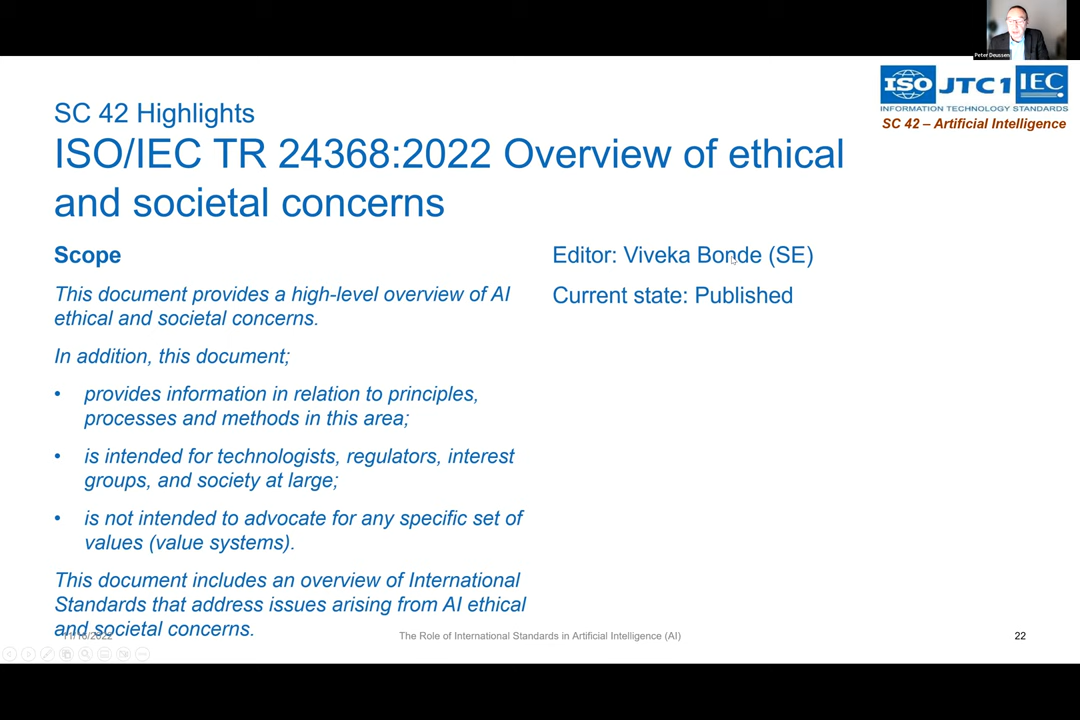 Peter Deussen
ISO JTC 1 IEC
INFORMATION TECHNOLOGY STANDARDS
SC 42 – Artificial Intelligence
SC 42 Highlights
ISO/IEC TR 24368:2022 Overview of ethical
and societal concerns
Scope
This document provides a high-level overview of AI
ethical and societal concerns.
In addition, this document;
• provides information in relation to principles,
processes and methods in this area;
• is intended for technologists, regulators, interest
groups, and society at large;
• is not intended to advocate for any specific set of
values (value systems).
This document includes an overview of International
Standards that address issues arising from AI ethical
and societal concerns.
Editor: Viveka Bonde (SE)
Current state: Published
11/16/2022
The Role of International Standards in Artificial Intelligence (AI)
22